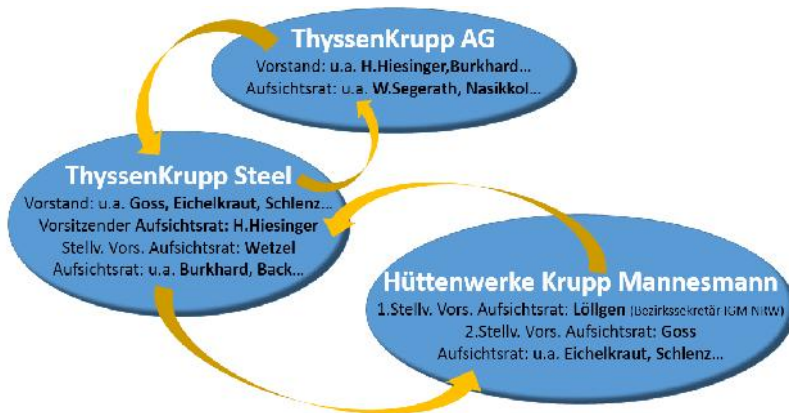 ThyssenKrupp AG
Vorstand: u.a. H.Hiesinger,Burkhard...
Aufsichtsrat: u.a. W.Segerath, Nasikkol...
ThyssenKrupp Steel
Vorstand: u.a. Goss, Eichelkraut, Schlenz...
Vorsitzender Aufsichtsrat: H.Hiesinger
Stellv. Vors. Aufsichtsrat: Wetzel
Aufsichtsrat: u.a. Burkhard, Back...
Hüttenwerke Krupp Mannesmann
1.Stellv. Vors. Aufsichtsrat: Löllgen (Bezirkssekretär IGM NRW)
2.Stellv. Vors. Aufsichtsrat: Goss
Aufsichtsrat: u.a. Eichelkraut, Schlenz...